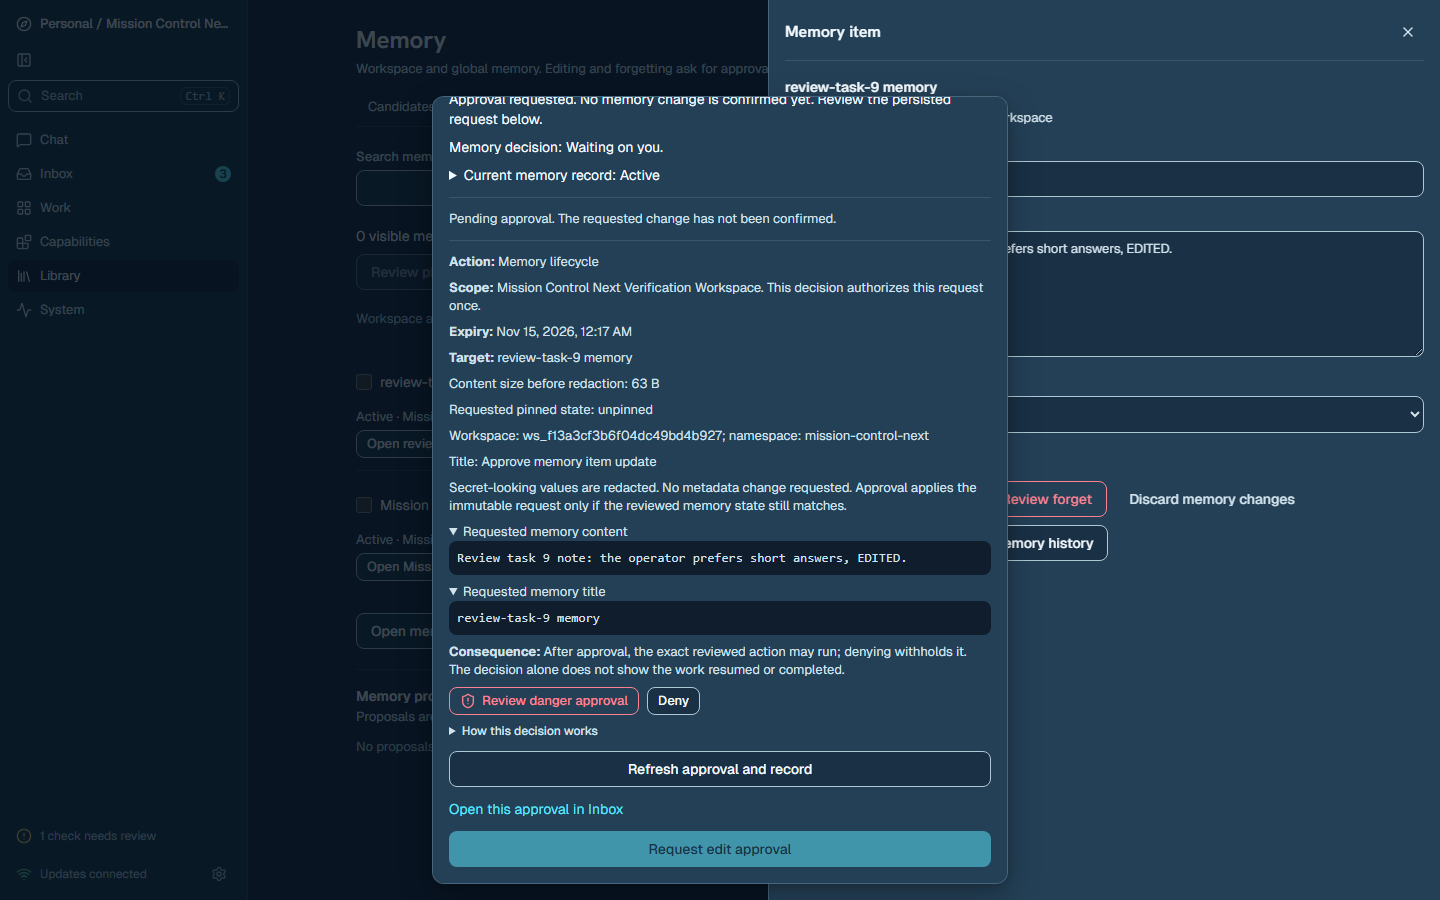 Personal / Mission Control Ne...
Search
Ctrl K
Chat
Inbox
3
Work
Capabilities
Library
System
1 check needs review
Updates connected
Memory
Workspace and global memory. Editing and forgetting ask for approva
Candidates
Search mem
0 visible me
Review p
Workspace a
review-t
Active · Missi
Open revie
Mission
Active · Missi
Open Miss
Open mem
Memory pro
Proposals are
No proposals
Memory item
review-task-9 memory
rkspace
efers short answers, EDITED.
Review forget
Discard memory changes
emory history
Approval requested. No memory change is confirmed yet. Review the persisted
request below.
Memory decision: Waiting on you.
Current memory record: Active
Pending approval. The requested change has not been confirmed.
Action: Memory lifecycle
Scope: Mission Control Next Verification Workspace. This decision authorizes this request
once.
Expiry: Nov 15, 2026, 12:17 AM
Target: review-task-9 memory
Content size before redaction: 63 B
Requested pinned state: unpinned
Workspace: ws_f13a3cf3b6f04dc49bd4b927; namespace: mission-control-next
Title: Approve memory item update
Secret-looking values are redacted. No metadata change requested. Approval applies the
immutable request only if the reviewed memory state still matches.
Requested memory content
Review task 9 note: the operator prefers short answers, EDITED.
Requested memory title
review-task-9 memory
Consequence: After approval, the exact reviewed action may run; denying withholds it.
The decision alone does not show the work resumed or completed.
Review danger approval
Deny
How this decision works
Refresh approval and record
Open this approval in Inbox
Request edit approval